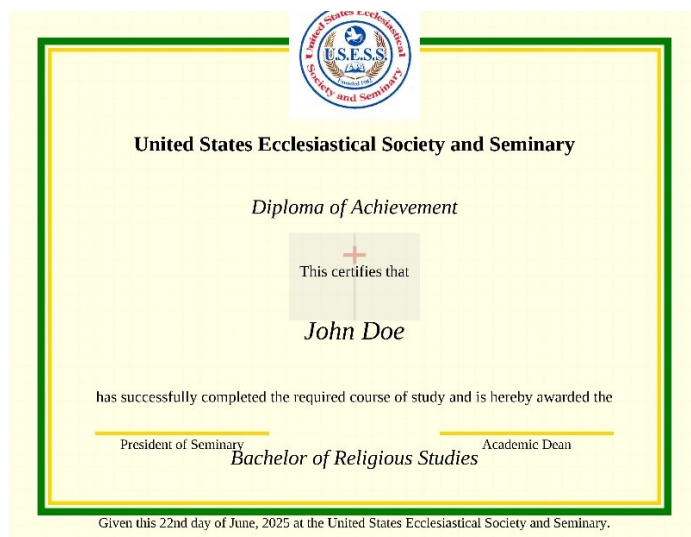 United States Ecclesiastical
U.S.E.S.S.
Founded 1982
Society and Seminary
United States Ecclesiastical Society and Seminary
Diploma of Achievement
This certifies that
John Doe
has successfully completed the required course of study and is hereby awarded the
President of Seminary
Academic Dean
Bachelor of Religious Studies
Given this 22nd day of June, 2025 at the United States Ecclesiastical Society and Seminary.